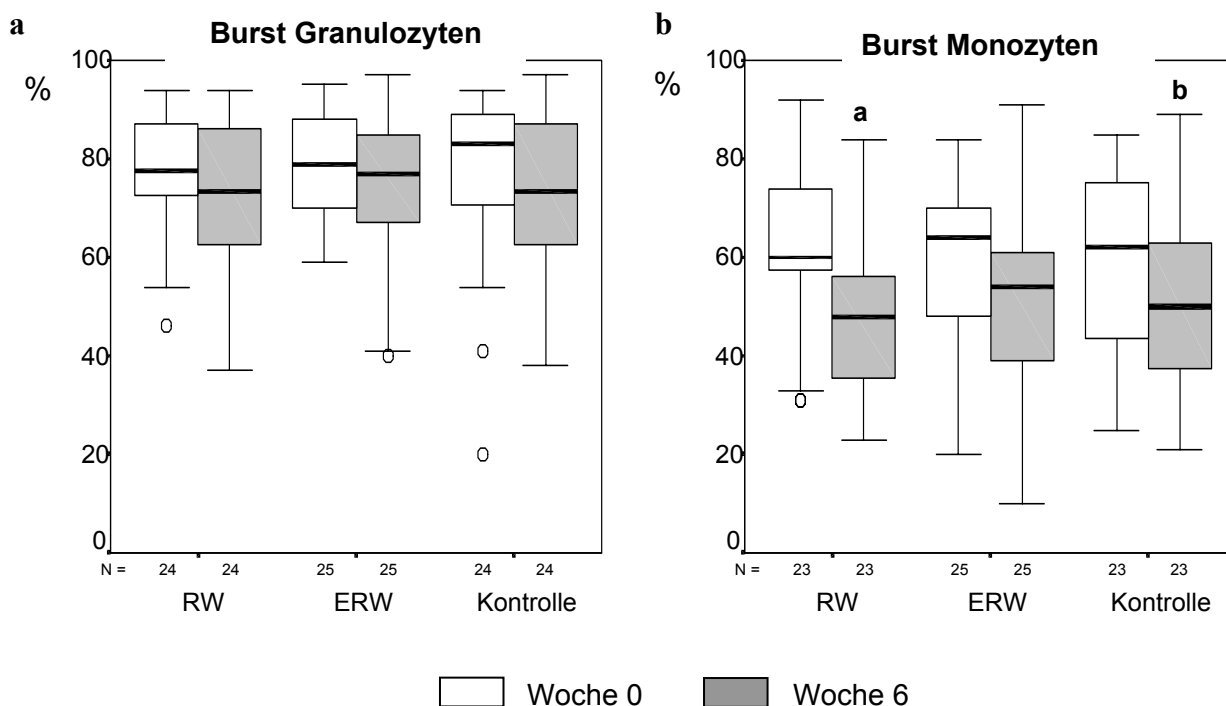 a
Burst Granulozyten
%
100
80
60
40
20
0
N = 24 24 25 25 24 24
RW ERW Kontrolle
b
Burst Monozyten
%
100
80
60
40
20
0
a
b
N = 23 23 25 25 23 23
RW ERW Kontrolle
Woche 0 Woche 6